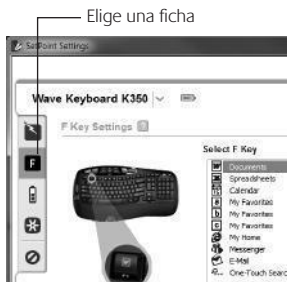 Elige una ficha
SetPoint Settings
Wave Keyboard K350
F Key Settings ?
Select F Key
F
Documents
Spreadsheets
Calendar
a My Favorites
b My Favorites
c My Favorites
My Home
Messenger
E-Mail
One-Touch Searc